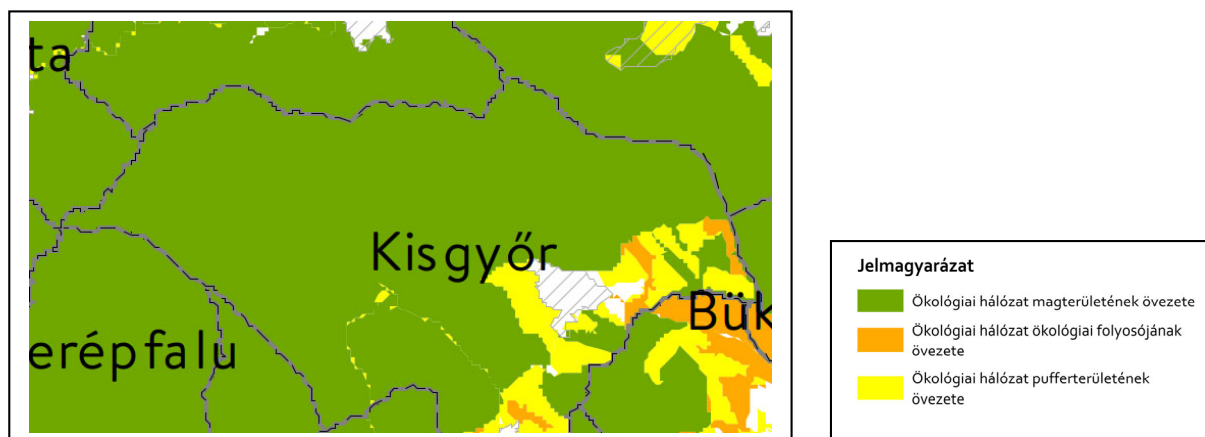 ta
Kisgyőr
Bük
erépfalu
Jelmagyarázat
Ökológiai hálózat magterületének övezete
Ökológiai hálózat ökológiai folyosójának
övezete
Ökológiai hálózat pufferterületének
övezete